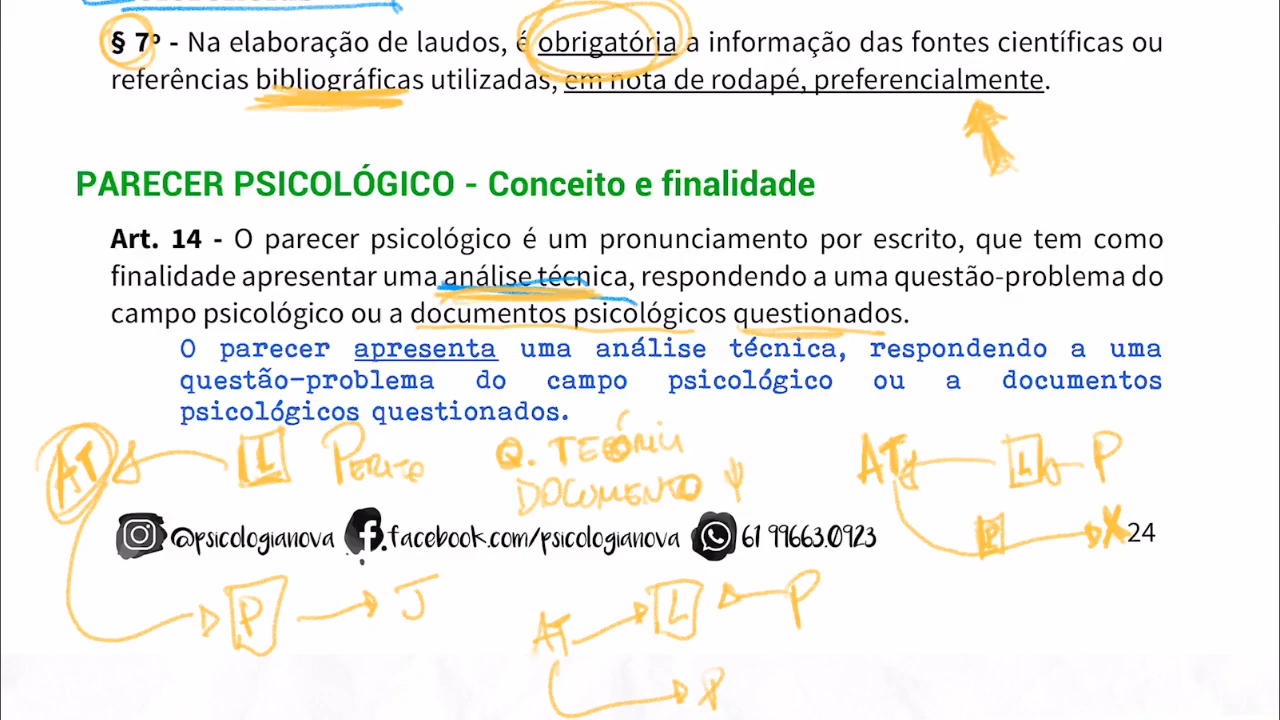 § 7º - Na elaboração de laudos, é obrigatória a informação das fontes científicas ou
referências bibliográficas utilizadas, em nota de rodapé, preferencialmente.
PARECER PSICOLÓGICO - Conceito e finalidade
Art. 14 - O parecer psicológico é um pronunciamento por escrito, que tem como
finalidade apresentar uma análise técnica, respondendo a uma questão-problema do
campo psicológico ou a documentos psicológicos questionados.
O parecer apresenta uma análise técnica, respondendo a uma
questão-problema do campo psicológico ou a documentos
psicológicos questionados.
AT L PERITO Q. TEÓRICA AT L P
DOCUMENTO Ψ
@psicologianova facebook.com/psicologianova 61 99663.0923 P X 24
P J AT L P
P